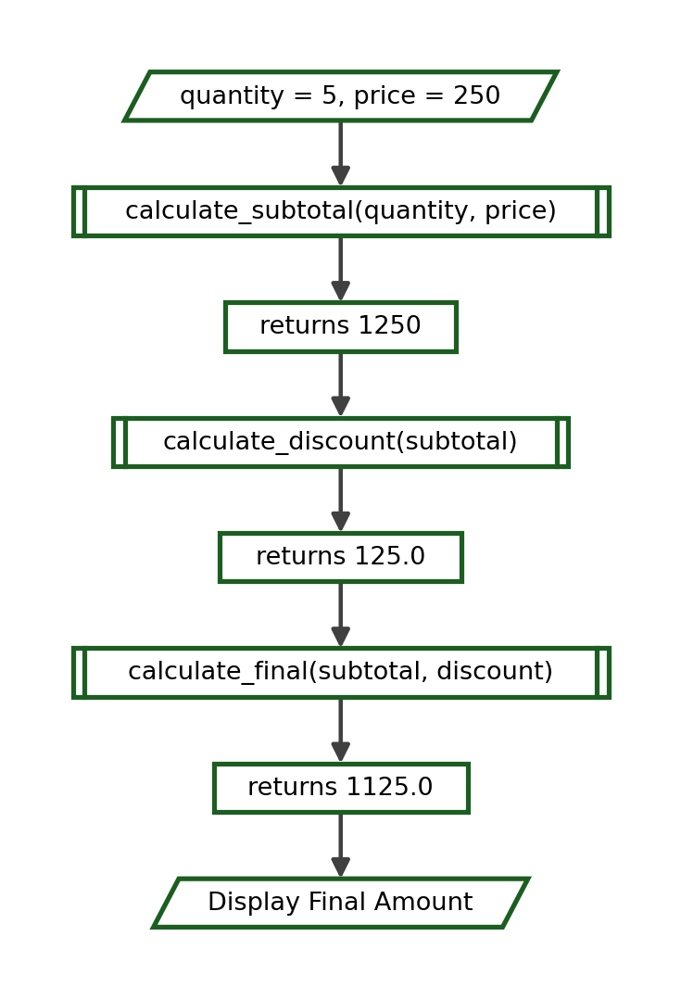 quantity = 5, price = 250
calculate_subtotal(quantity, price)
returns 1250
calculate_discount(subtotal)
returns 125.0
calculate_final(subtotal, discount)
returns 1125.0
Display Final Amount